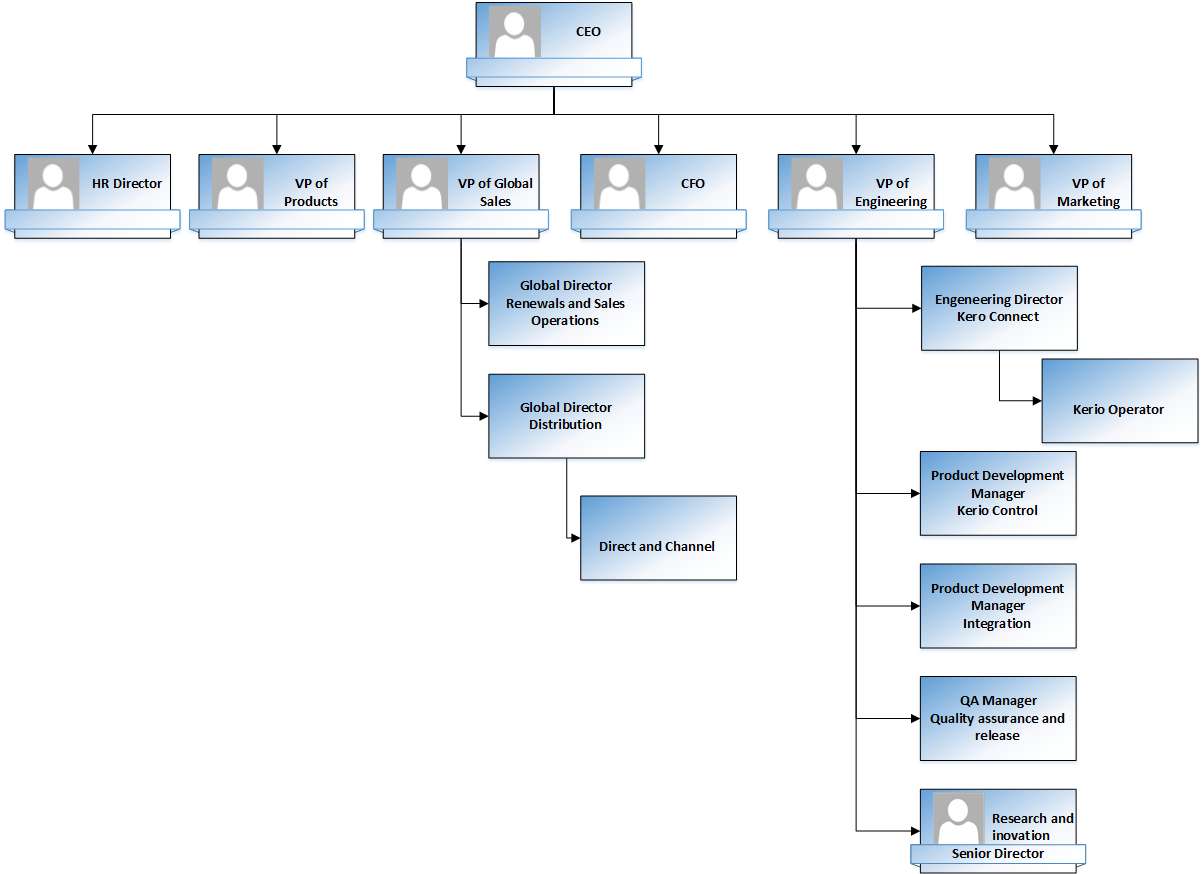 CEO
HR Director
VP of
Products
VP of Global
Sales
CFO
VP of
Engineering
VP of
Marketing
Global Director
Renewals and Sales
Operations
Global Director
Distribution
Direct and Channel
Engeneering Director
Kero Connect
Kerio Operator
Product Development
Manager
Kerio Control
Product Development
Manager
Integration
QA Manager
Quality assurance and
release
Research and
inovation
Senior Director